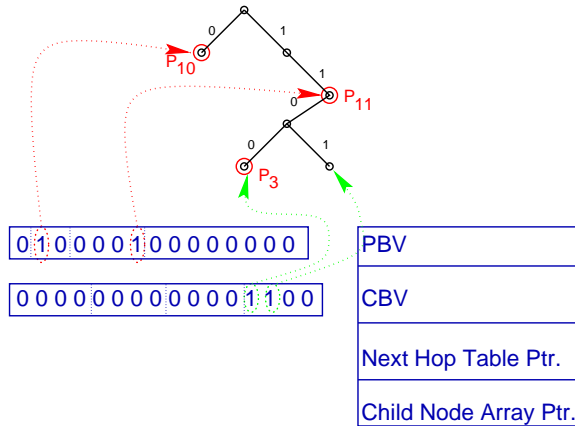 0 1
P10 1
0 P11
0 1
P3
0 1 0 0 0 0 1 0 0 0 0 0 0 0 0 PBV
0 0 0 0 0 0 0 0 0 0 0 0 1 1 0 0 CBV
Next Hop Table Ptr.
Child Node Array Ptr.